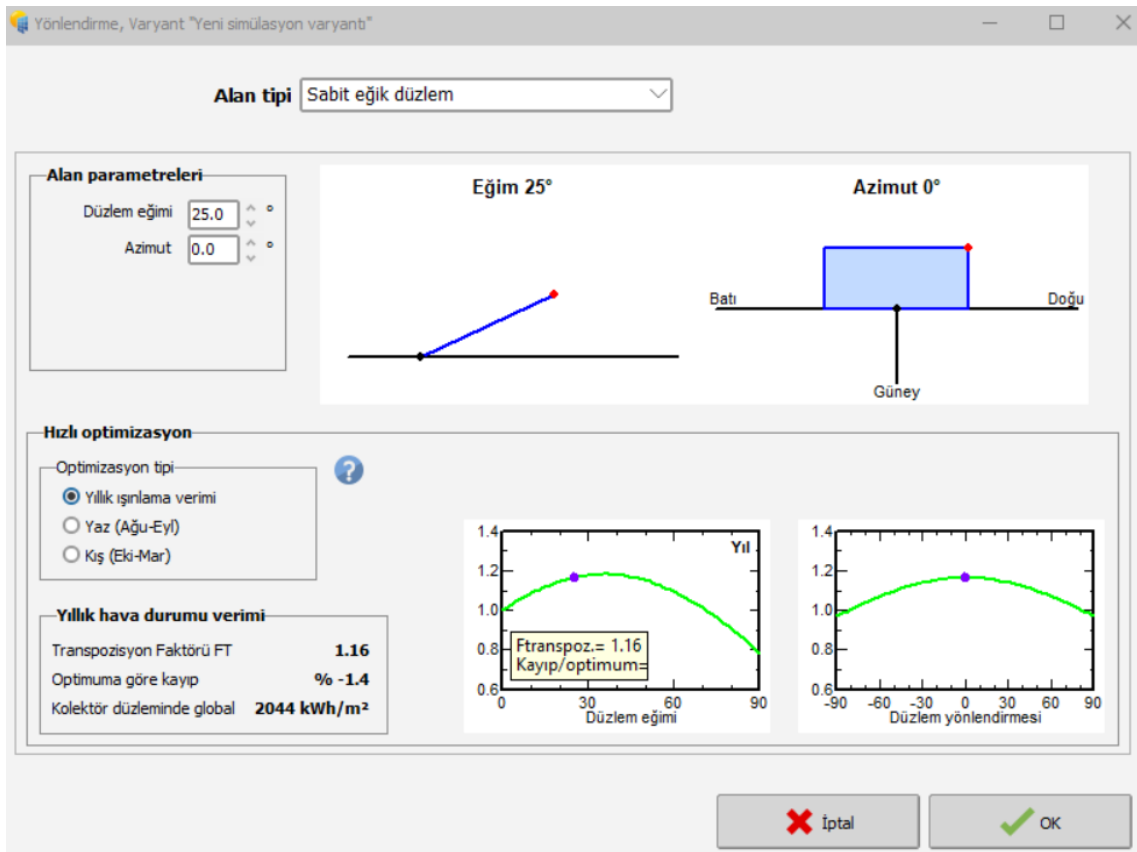 Yönlendirme, Varyant "Yeni simülasyon varyantı"
Alan tipi Sabit eğik düzlem
Alan parametreleri
Düzlem eğimi 25.0 °
Azimut 0.0 °
Eğim 25°
Azimut 0°
Batı
Doğu
Güney
Hızlı optimizasyon
Optimizasyon tipi
Yıllık ışınlama verimi
Yaz (Ağu-Eyl)
Kış (Eki-Mar)
?
Yıllık hava durumu verimi
Transpozisyon Faktörü FT 1.16
Optimuma göre kayıp % -1.4
Kolektör düzleminde global 2044 kWh/m²
1.4
1.2
1.0
0.8
0.6
Yıl
Ftranspoz.= 1.16
Kayıp/optimum=
0 30 60 90
Düzlem eğimi
1.4
1.2
1.0
0.8
0.6
-90 -60 -30 0 30 60 90
Düzlem yönlendirmesi
İptal
OK